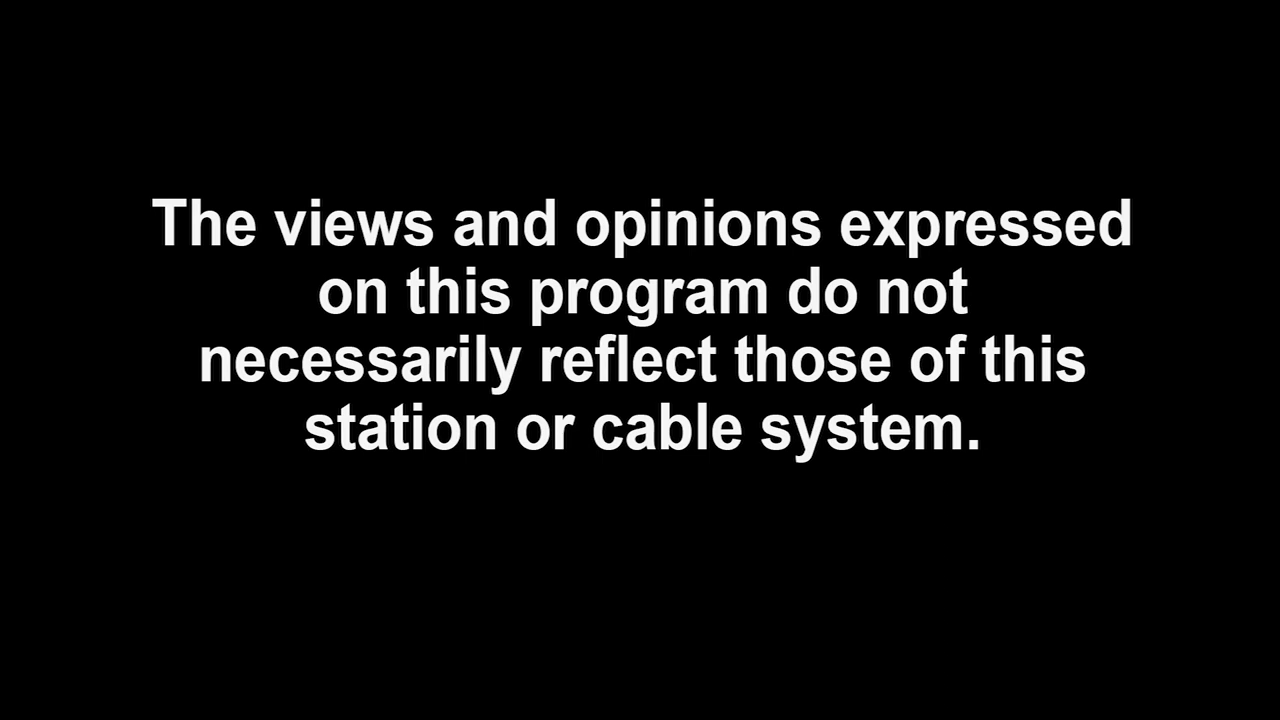 The views and opinions expressed
on this program do not
necessarily reflect those of this
station or cable system.